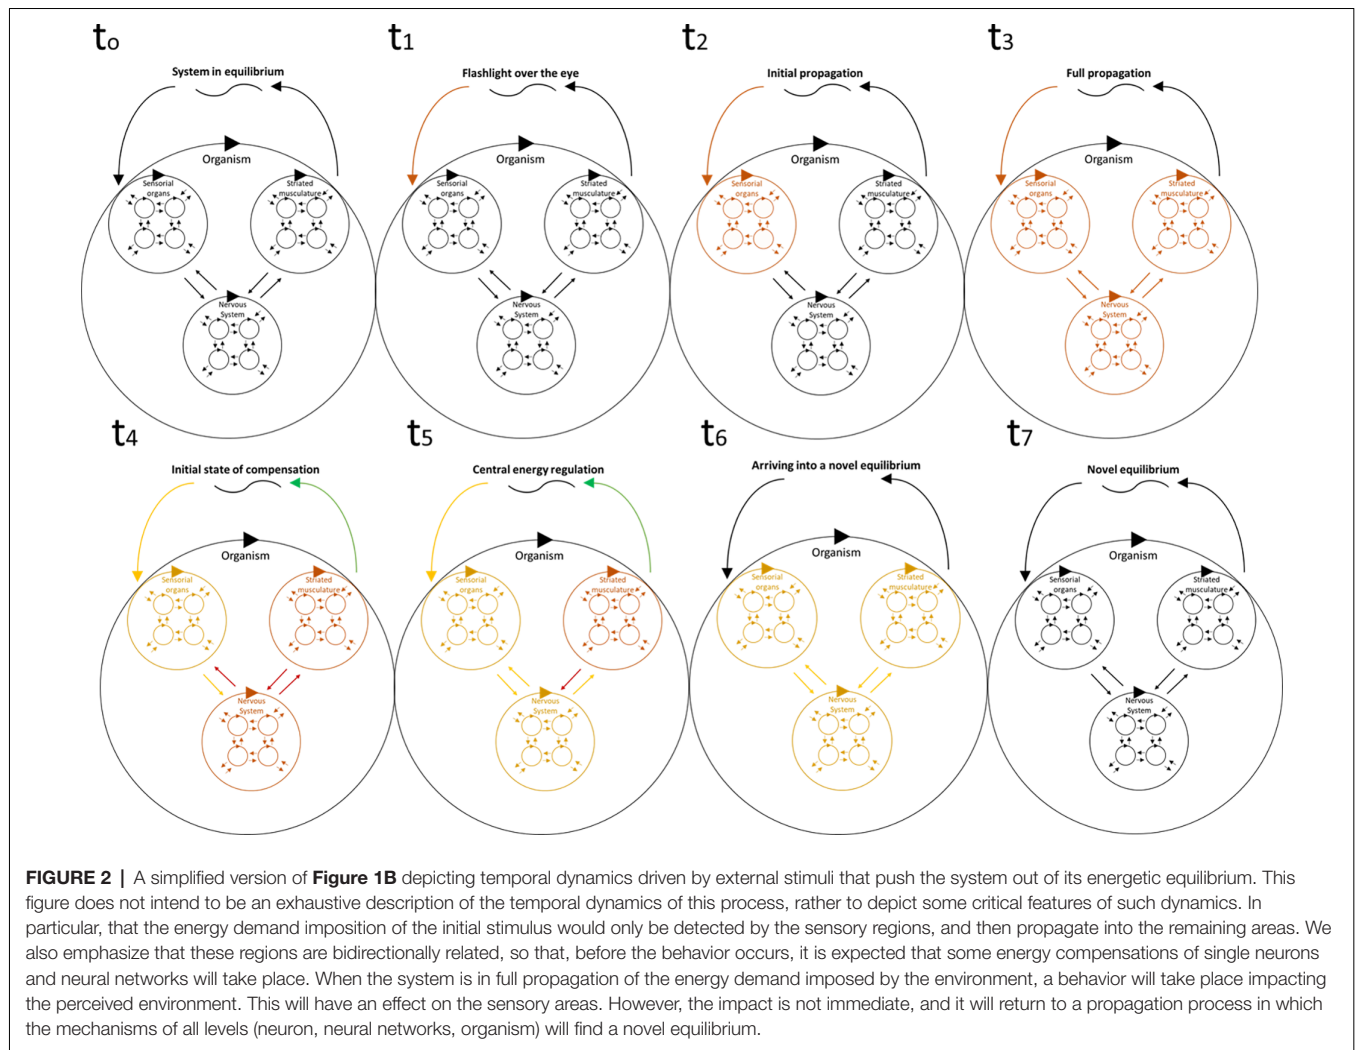 to
t1
t2
t3
System in equilibrium
Flashlight over the eye
Initial propagation
Full propagation
Organism
Organism
Organism
Organism
Sensorial
organs
Striated
musculature
Sensorial
organs
Striated
musculature
Sensorial
organs
Striated
musculature
Sensorial
organs
Striated
musculature
Nervous
System
Nervous
System
Nervous
System
Nervous
System
t4
t5
t6
t7
Initial state of compensation
Central energy regulation
Arriving into a novel equilibrium
Novel equilibrium
Organism
Organism
Organism
Organism
Sensorial
organs
Striated
musculature
Sensorial
organs
Striated
musculature
Sensorial
organs
Striated
musculature
Sensorial
organs
Striated
musculature
Nervous
System
Nervous
System
Nervous
System
Nervous
System
FIGURE 2 | A simplified version of Figure 1B depicting temporal dynamics driven by external stimuli that push the system out of its energetic equilibrium. This
figure does not intend to be an exhaustive description of the temporal dynamics of this process, rather to depict some critical features of such dynamics. In
particular, that the energy demand imposition of the initial stimulus would only be detected by the sensory regions, and then propagate into the remaining areas. We
also emphasize that these regions are bidirectionally related, so that, before the behavior occurs, it is expected that some energy compensations of single neurons
and neural networks will take place. When the system is in full propagation of the energy demand imposed by the environment, a behavior will take place impacting
the perceived environment. This will have an effect on the sensory areas. However, the impact is not immediate, and it will return to a propagation process in which
the mechanisms of all levels (neuron, neural networks, organism) will find a novel equilibrium.